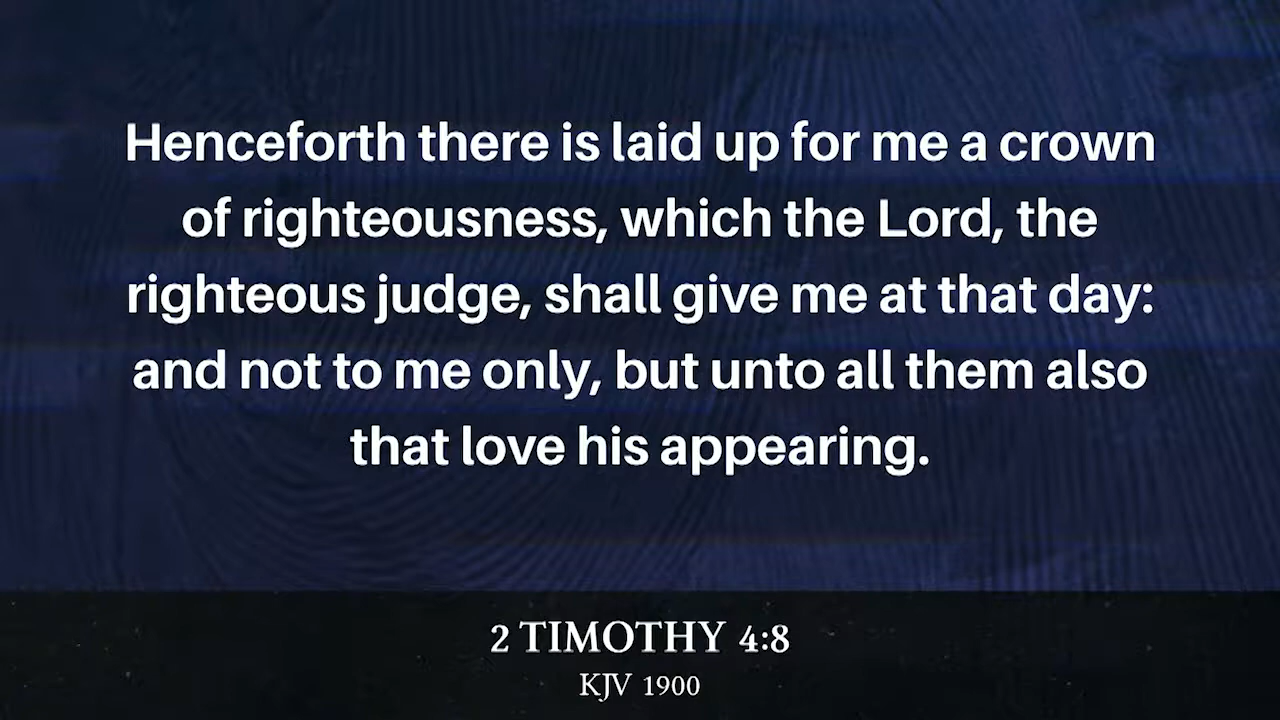 Henceforth there is laid up for me a crown
of righteousness, which the Lord, the
righteous judge, shall give me at that day:
and not to me only, but unto all them also
that love his appearing.
2 TIMOTHY 4:8
KJV 1900